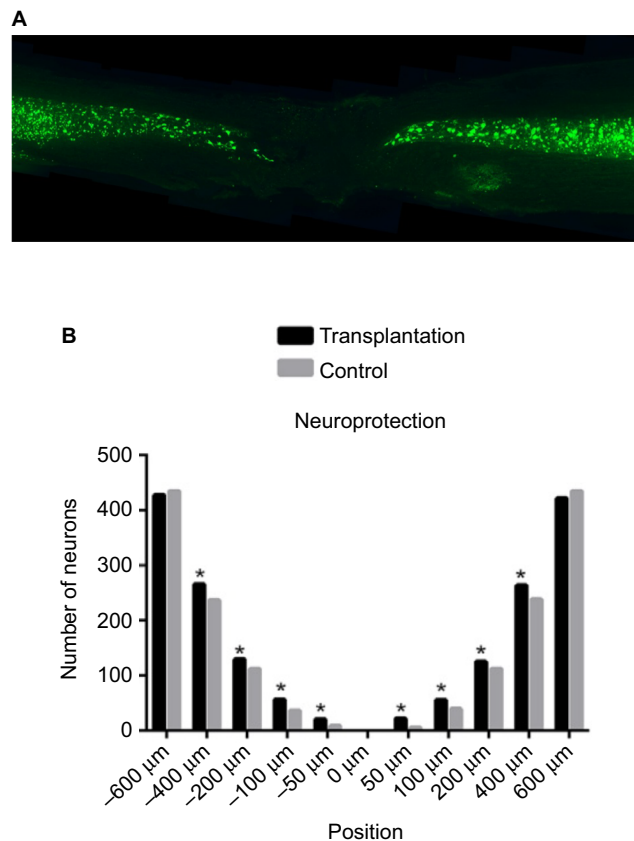 A
B
Transplantation
Control
Neuroprotection
Number of neurons
500
400
300
200
100
0
* * * * * * * *
–600 μm
–400 μm
–200 μm
–100 μm
–50 μm
0 μm
50 μm
100 μm
200 μm
400 μm
600 μm
Position